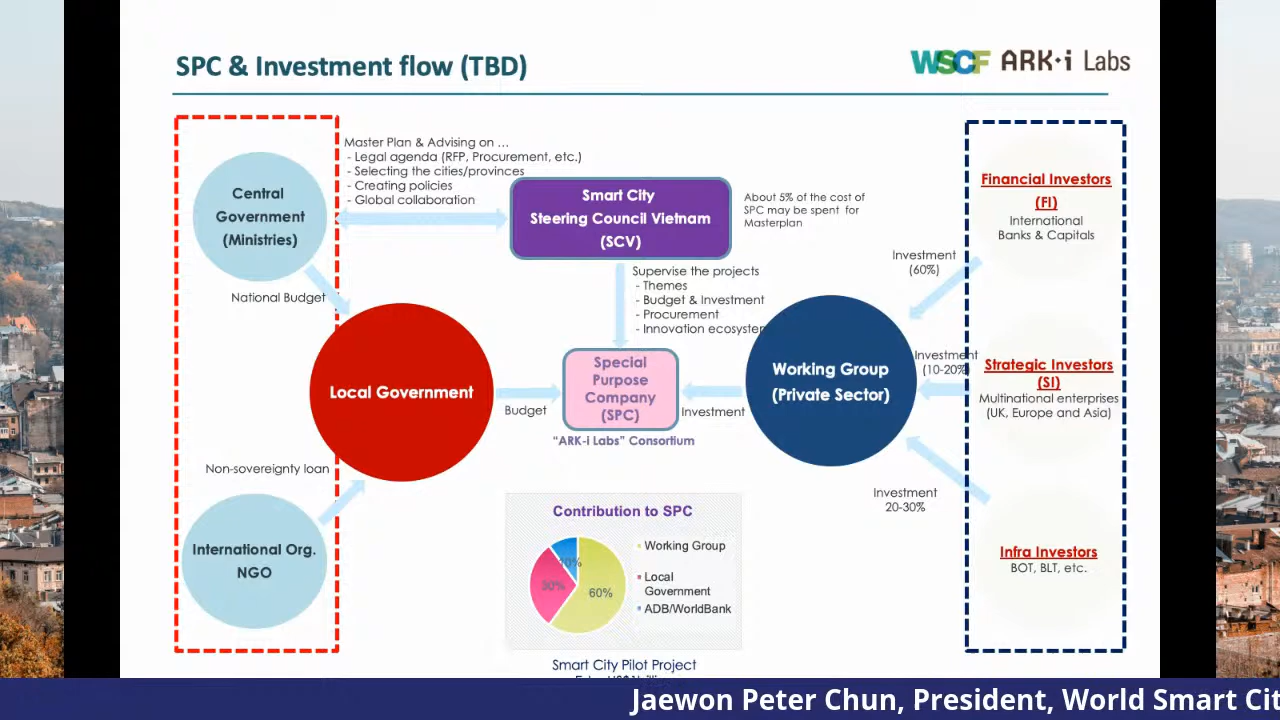 SPC & Investment flow (TBD)
WSCF ARK·i Labs
Master Plan & Advising on ...
- Legal agenda (RFP, Procurement, etc.)
- Selecting the cities/provinces
- Creating policies
- Global collaboration
Central
Government
(Ministries)
Smart City
Steering Council Vietnam
(SCV)
About 5% of the cost of
SPC may be spent for
Masterplan
Financial Investors
(FI)
International
Banks & Capitals
Investment
(60%)
National Budget
Supervise the projects
- Themes
- Budget & Investment
- Procurement
- Innovation ecosystem
Local Government
Budget
Special
Purpose
Company
(SPC)
"ARK-i Labs" Consortium
Investment
Working Group
(Private Sector)
Investment
(10-20%)
Strategic Investors
(SI)
Multinational enterprises
(UK, Europe and Asia)
Non-sovereignty loan
International Org.
NGO
Investment
20-30%
Infra Investors
BOT, BLT, etc.
Contribution to SPC
10%
30%
60%
Working Group
Local
Government
ADB/WorldBank
Smart City Pilot Project
Jaewon Peter Chun, President, World Smart Cit